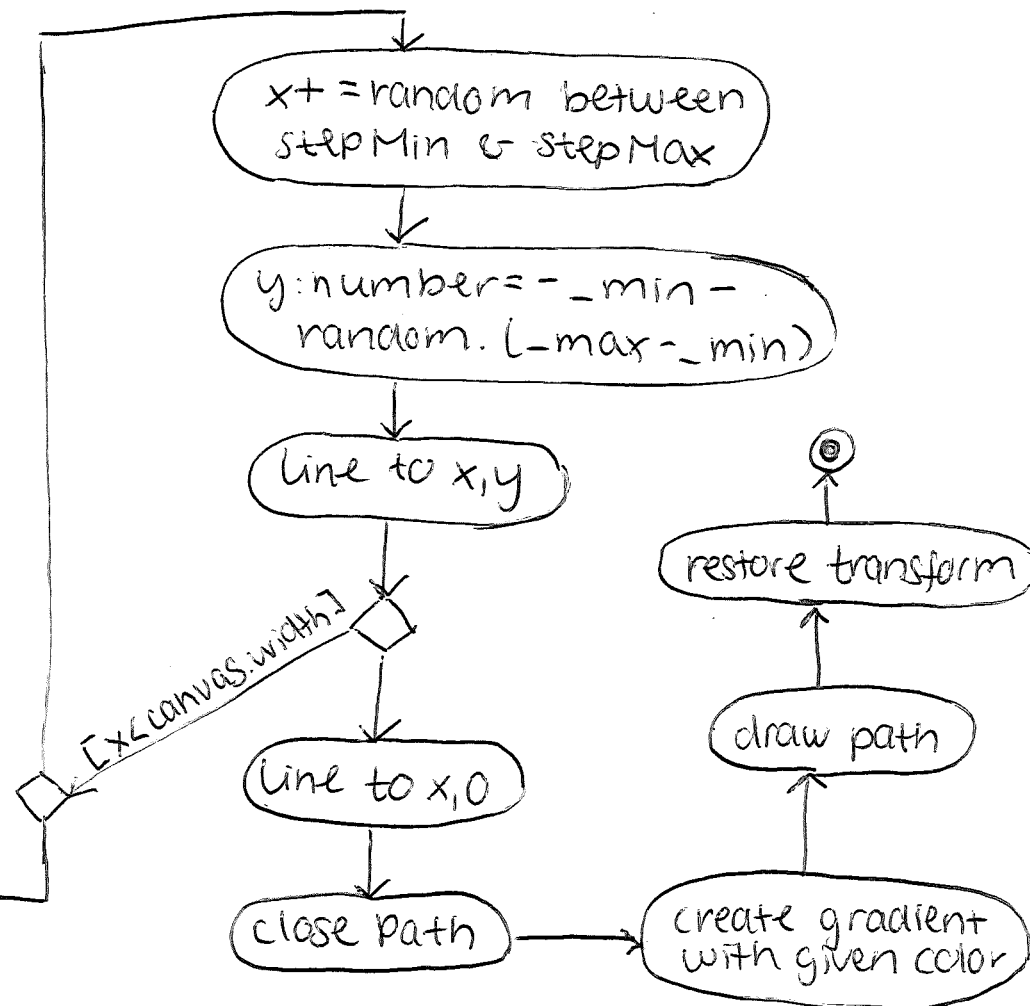 x+ = random between
stepMin & stepMax
y:number= - _min -
random. (_max-_min)
line to x,y
[x<canvas.width]
line to x,0
close path
create gradient
with given color
draw path
restore transform